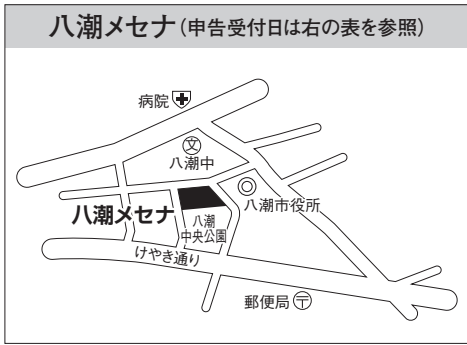 八潮メセナ(申告受付日は右の表を参照)
病院
文
八潮中
八潮メセナ
八潮
中央公園
八潮市役所
けやき通り
郵便局〒